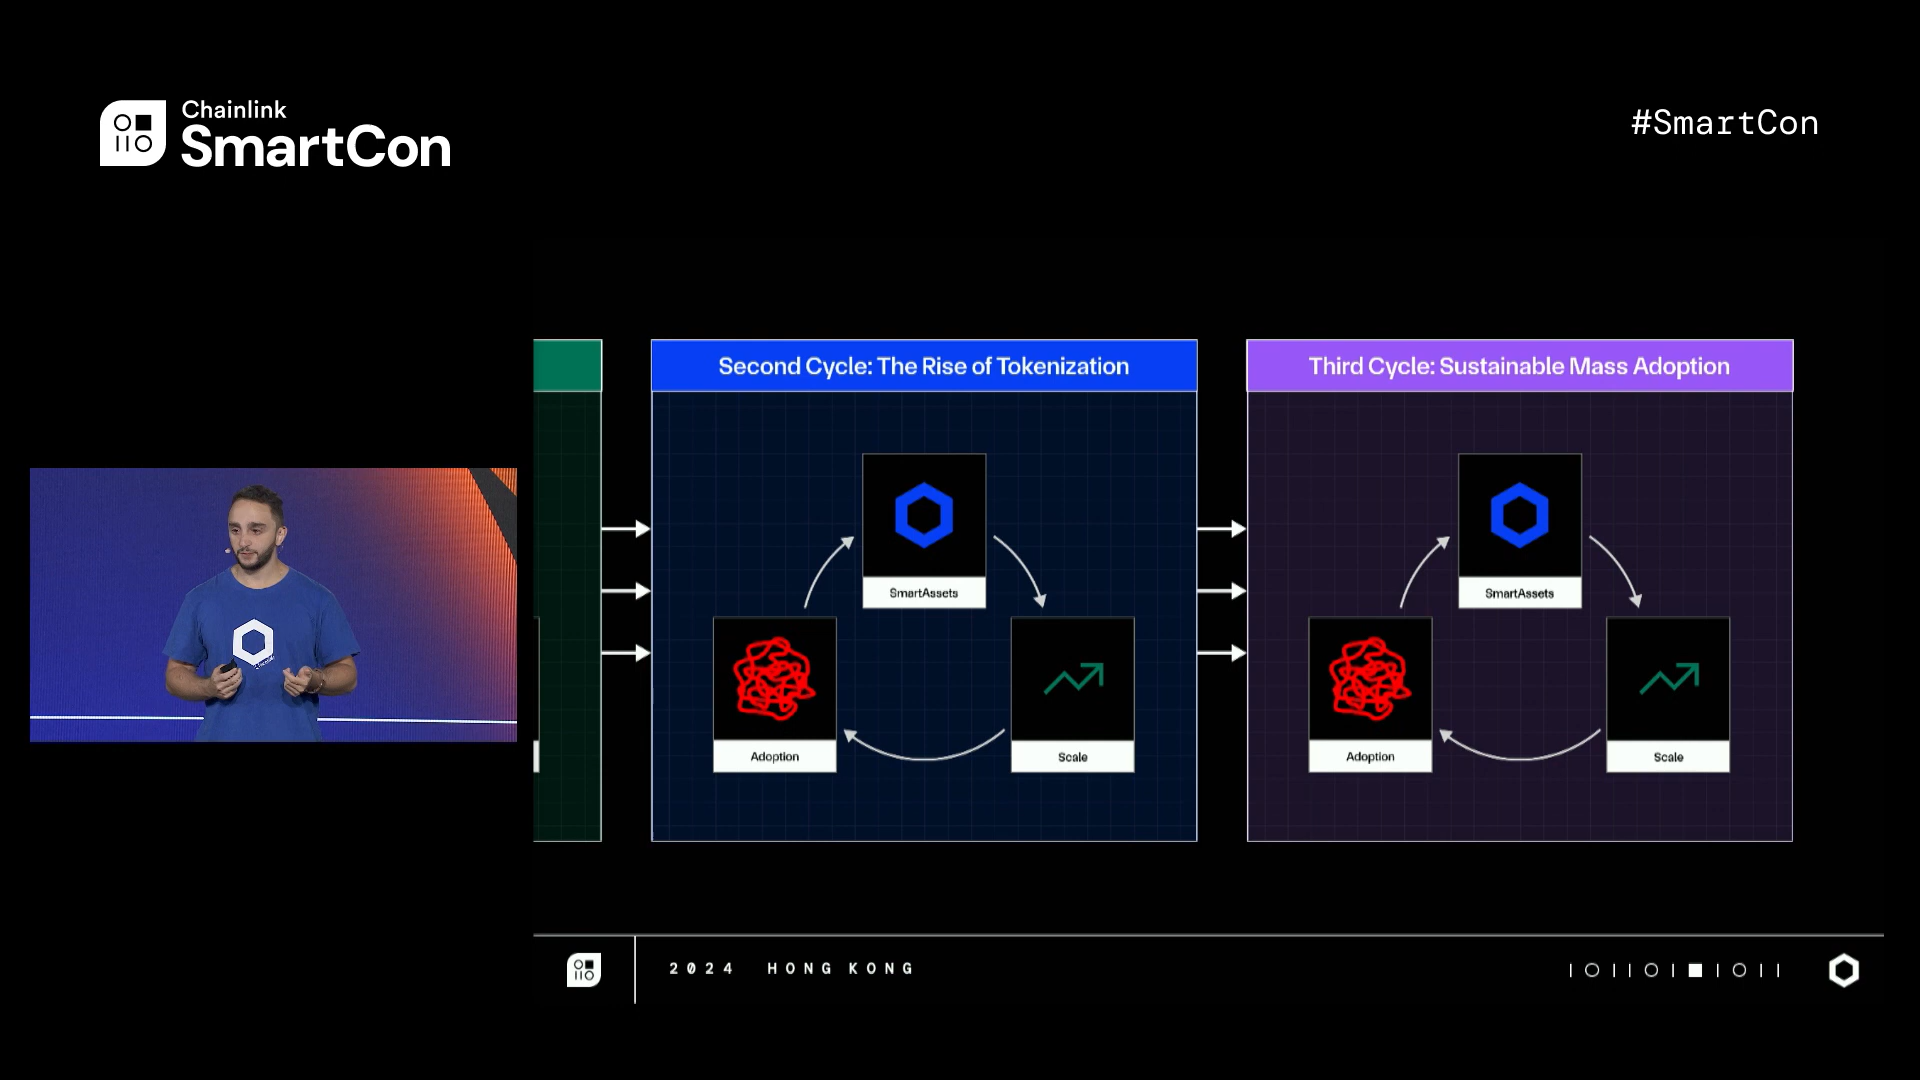 Chainlink
SmartCon
#SmartCon
Second Cycle: The Rise of Tokenization
Third Cycle: Sustainable Mass Adoption
SmartAssets
SmartAssets
Adoption
Scale
Adoption
Scale
2024 HONG KONG